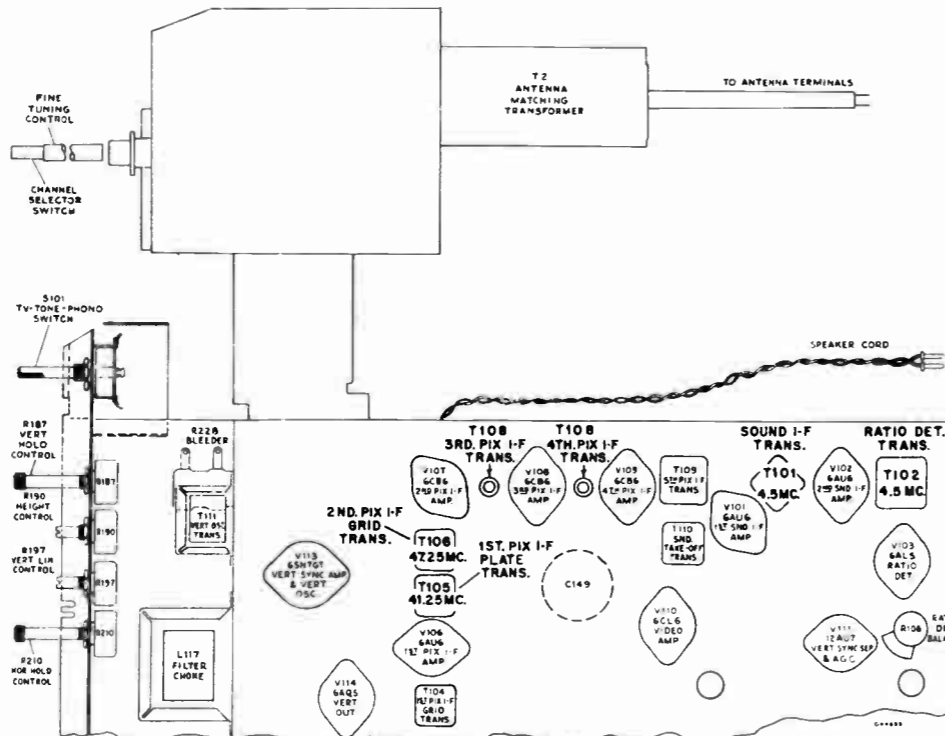 FINE
TUNING
CONTROL
CHANNEL
SELECTOR
SWITCH
T2
ANTENNA
MATCHING
TRANSFORMER
TO ANTENNA TERMINALS
S101
TV-TONE-PHONO
SWITCH
SPEAKER CORD
R187
VERT
HOLD
CONTROL
R190
HEIGHT
CONTROL
R197
VERT LIN
CONTROL
R210
HOR HOLD
CONTROL
R187
R190
R197
R210
R228
BLEEDER
T111
VERT OSC
TRANS
L117
FILTER
CHOKE
V113
6SN7GT
VERT SYNC AMP
& VERT
OSC
V114
6AQ5
VERT
OUT
V107
6CB6
2ND PIX I-F
AMP
T108
3RD. PIX I-F
TRANS.
V108
6CB6
3RD PIX I-F
AMP
T108
4TH. PIX I-F
TRANS.
V109
6CB6
4TH PIX I-F
AMP
T109
5TH PIX I-F
TRANS
T110
SND.
TAKE-OFF
TRANS
SOUND I-F
TRANS.
T101
4.5 MC.
V101
6AU6
1ST SND I-F
AMP
V102
6AU6
2ND SND I-F
AMP
RATIO DET.
TRANS.
T102
4.5 MC.
V103
6AL5
RATIO
DET.
2ND. PIX I-F
GRID
TRANS.
T106
47.25MC.
T105
41.25 MC.
1ST. PIX I-F
PLATE
TRANS.
V106
6AU6
1ST PIX I-F
AMP
T104
1ST PIX I-F
GRID
TRANS
C149
V110
6CL6
VIDEO
AMP
V111
12AU7
VERT SYNC SEP
& A.G.C.
R106